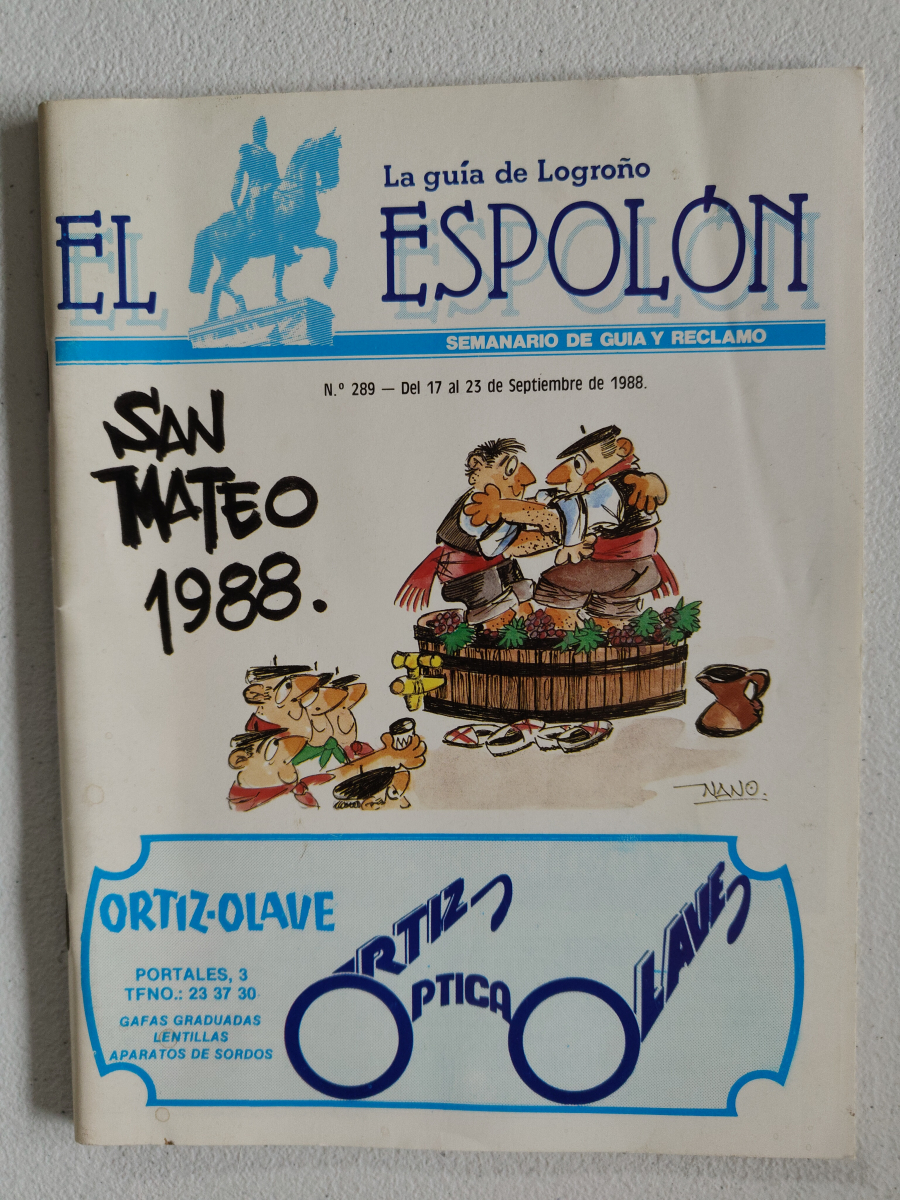 La guía de Logroño
EL ESPOLÓN
SEMANARIO DE GUIA Y RECLAMO
N.º 289 — Del 17 al 23 de Septiembre de 1988.
SAN
MATEO
1988.
NANO.
ORTIZ-OLAVE
PORTALES, 3
TFNO.: 23 37 30
GAFAS GRADUADAS
LENTILLAS
APARATOS DE SORDOS
ORTIZ
OPTICA
OLAVE